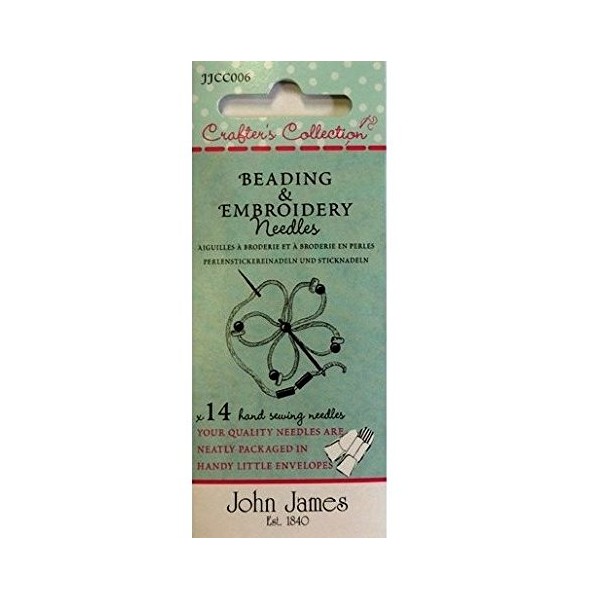 JJCC006
Crafter's Collection
BEADING
&
EMBROIDERY
Needles
AIGUILLES À BRODERIE ET À BRODERIE EN PERLES
PERLENSTICKEREINADELN UND STICKNADELN
x 14 hand sewing needles
YOUR QUALITY NEEDLES ARE
NEATLY PACKAGED IN
HANDY LITTLE ENVELOPES
John James
Est. 1840